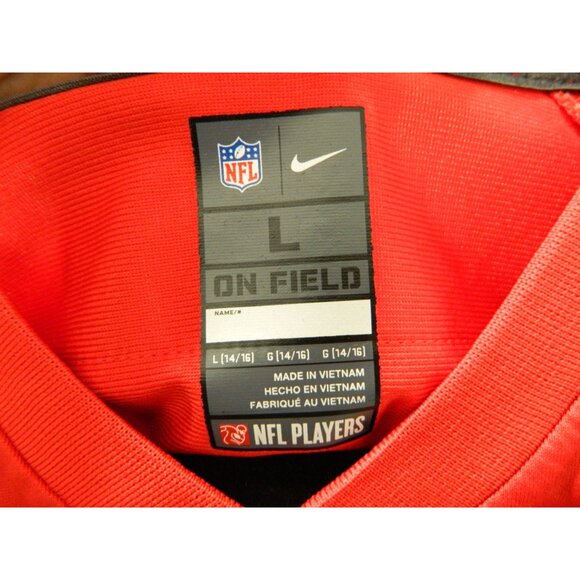 NFL
L
ON FIELD
NAME/#
L (14/16) G (14/16) G (14/16)
MADE IN VIETNAM
HECHO EN VIETNAM
FABRIQUÉ AU VIETNAM
NFL PLAYERS